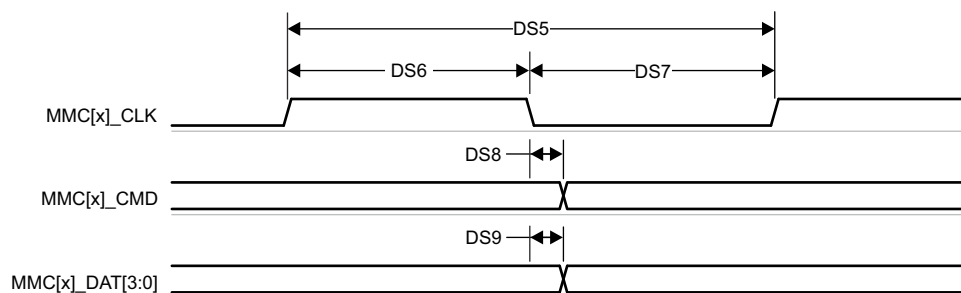 DS5
DS6
DS7
MMC[x]_CLK
DS8
MMC[x]_CMD
DS9
MMC[x]_DAT[3:0]